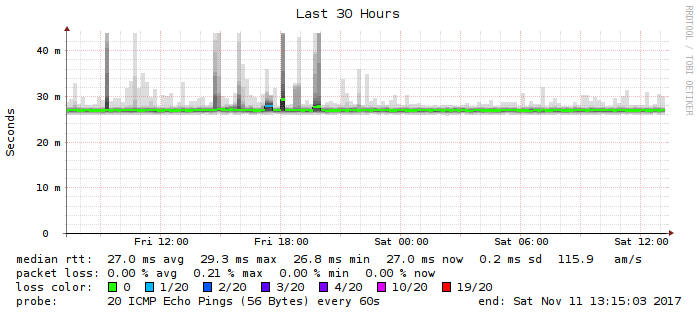 Last 30 Hours
RRDTOOL / TOBI OETIKER
Seconds
40 m
30 m
20 m
10 m
0
Fri 12:00 Fri 18:00 Sat 00:00 Sat 06:00 Sat 12:00
median rtt: 27.0 ms avg 29.3 ms max 26.8 ms min 27.0 ms now 0.2 ms sd 115.9 am/s
packet loss: 0.00 % avg 0.21 % max 0.00 % min 0.00 % now
loss color: 0 1/20 2/20 3/20 4/20 10/20 19/20
probe: 20 ICMP Echo Pings (56 Bytes) every 60s end: Sat Nov 11 13:15:03 2017